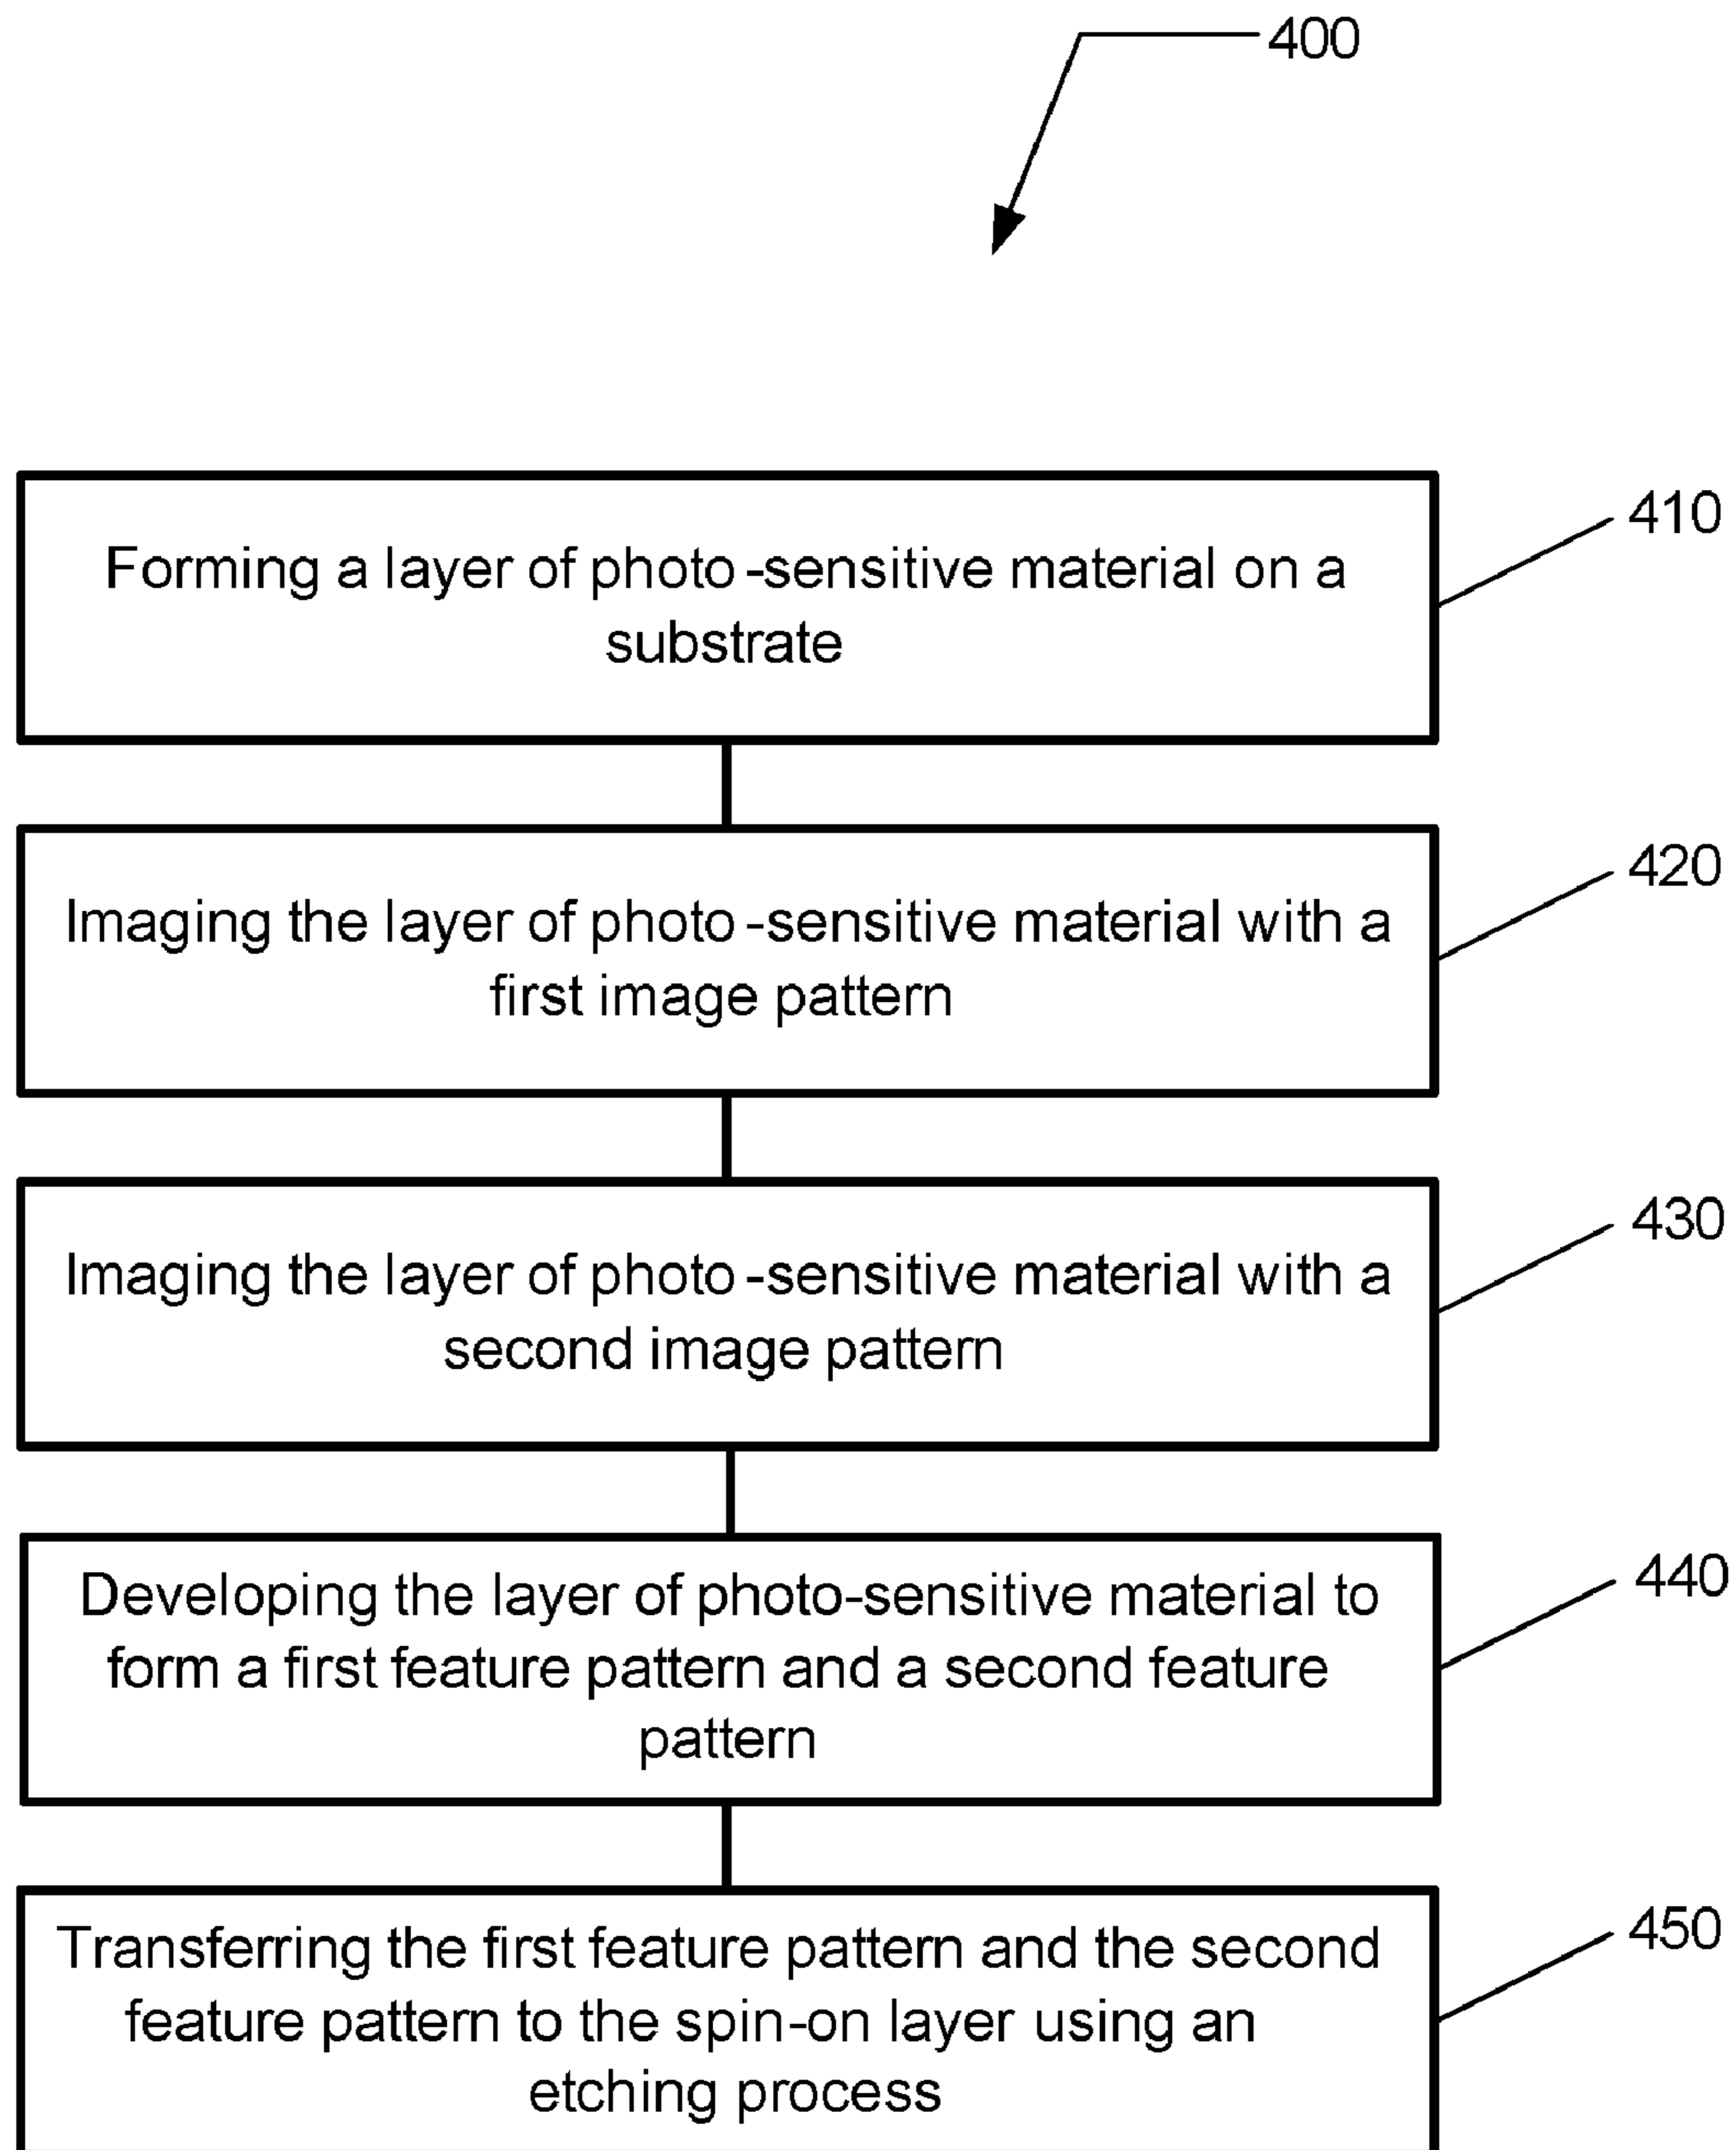 400
Forming a layer of photo-sensitive material on a
substrate
410
Imaging the layer of photo-sensitive material with a
first image pattern
420
Imaging the layer of photo-sensitive material with a
second image pattern
430
Developing the layer of photo-sensitive material to
form a first feature pattern and a second feature
pattern
440
Transferring the first feature pattern and the second
feature pattern to the spin-on layer using an
etching process
450